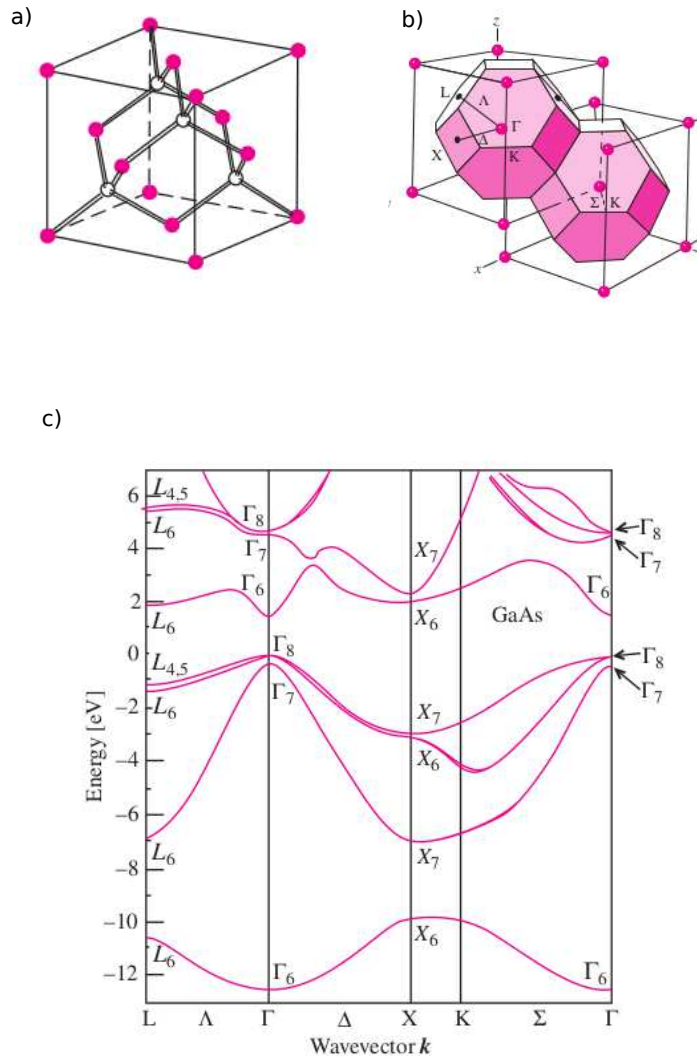 a)
b)
z
L
Λ
Γ
X
Δ
K
Σ K
x
c)
Energy [eV]
6
4
2
0
−2
−4
−6
−8
−10
−12
L₄,₅
L₆
Γ₈
Γ₇
Γ₆
L₆
L₄,₅
L₆
Γ₈
Γ₇
L₆
L₆
Γ₆
X₇
X₆
X₇
X₆
X₇
X₆
GaAs
Γ₈
Γ₇
Γ₆
Γ₈
Γ₇
Γ₆
L Λ Γ Δ X K Σ Γ
Wavevector k